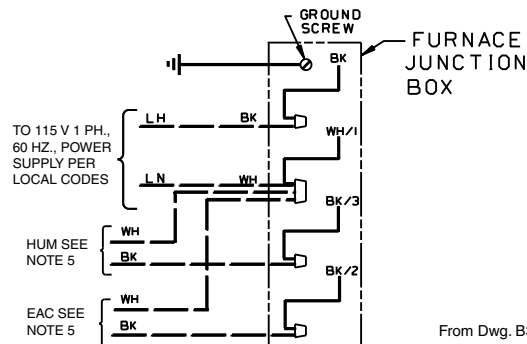 GROUND
SCREW
BK
FURNACE
JUNCTION
BOX
LH
BK
WH/1
TO 115 V 1 PH.,
60 HZ., POWER
SUPPLY PER
LOCAL CODES
LN
WH
BK/3
WH
HUM SEE
NOTE 5
BK
BK/2
WH
EAC SEE
NOTE 5
BK